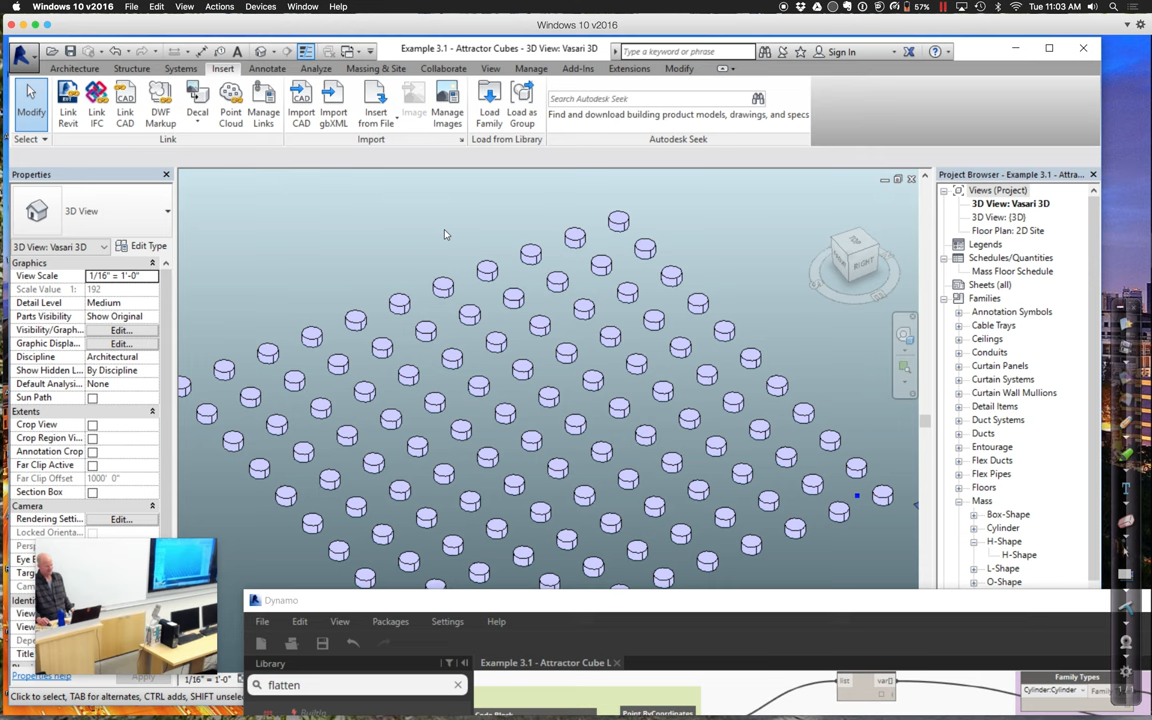 Windows 10 v2016 File Edit View Actions Devices Window Help 57% Tue 11:03 AM
Windows 10 v2016
Example 3.1 - Attractor Cubes - 3D View: Vasari 3D Type a keyword or phrase Sign In
Architecture Structure Systems Insert Annotate Analyze Massing & Site Collaborate View Manage Add-Ins Extensions Modify
Modify
Link Revit
Link IFC
Link CAD
DWF Markup
Decal
Point Cloud
Manage Links
Import CAD
Import gbXML
Insert from File
Image
Manage Images
Load Family
Load as Group
Search Autodesk Seek
Find and download building product models, drawings, and specs
Select Link Import Load from Library Autodesk Seek
Properties
3D View
3D View: Vasari 3D Edit Type
Graphics
View Scale 1/16" = 1'-0"
Scale Value 1: 192
Detail Level Medium
Parts Visibility Show Original
Visibility/Graph... Edit...
Graphic Displa... Edit...
Discipline Architectural
Show Hidden L... By Discipline
Default Analysi... None
Sun Path
Extents
Crop View
Crop Region Vi...
Annotation Crop
Far Clip Active
Far Clip Offset 1000' 0"
Section Box
Camera
Rendering Setti... Edit...
Locked Orienta...
Properties help Apply
Click to select, TAB for alternates, CTRL adds, SHIFT unselec
1/16" = 1'-0"
RIGHT
Project Browser - Example 3.1 - Attra...
Views (Project)
3D View: Vasari 3D
3D View: {3D}
Floor Plan: 2D Site
Legends
Schedules/Quantities
Mass Floor Schedule
Sheets (all)
Families
Annotation Symbols
Cable Trays
Ceilings
Conduits
Curtain Panels
Curtain Systems
Curtain Wall Mullions
Detail Items
Duct Systems
Ducts
Entourage
Flex Ducts
Flex Pipes
Floors
Mass
Box-Shape
Cylinder
H-Shape
H-Shape
L-Shape
O-Shape
Dynamo
File Edit View Packages Settings Help
Library
Example 3.1 - Attractor Cube L
flatten
Code Block
Point.ByCoordinates
list var[]
Family Types
Cylinder:Cylinder Family